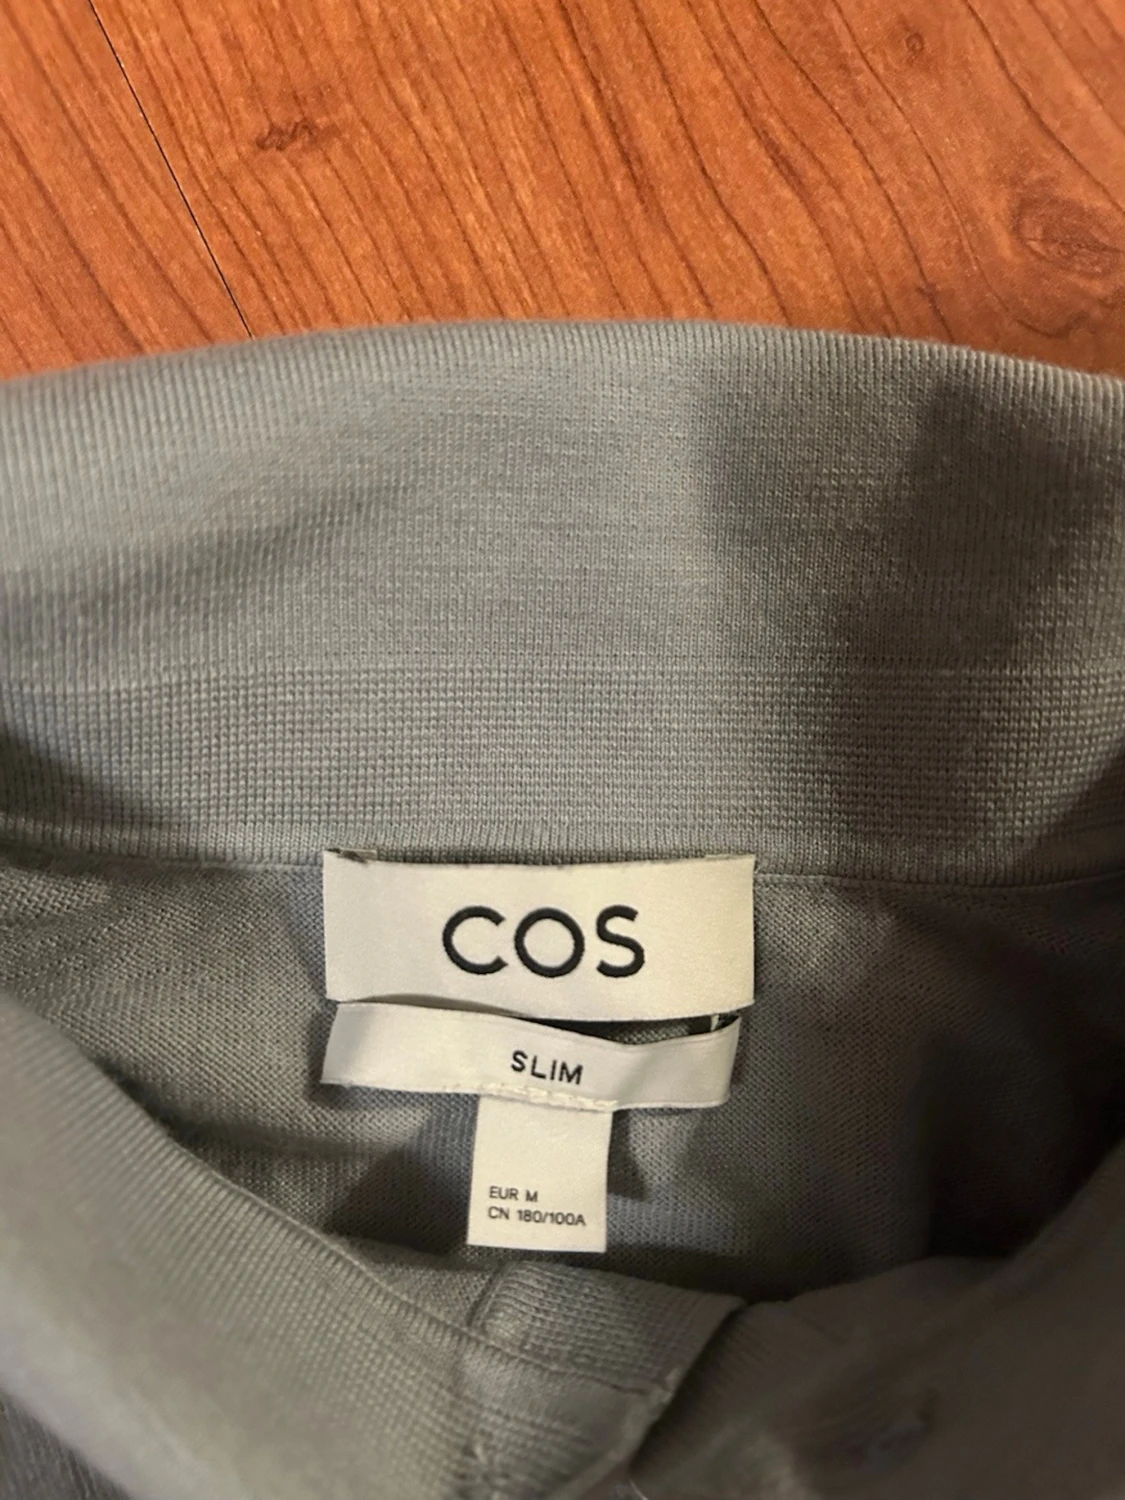 COS
SLIM
EUR M
CN 180/100A